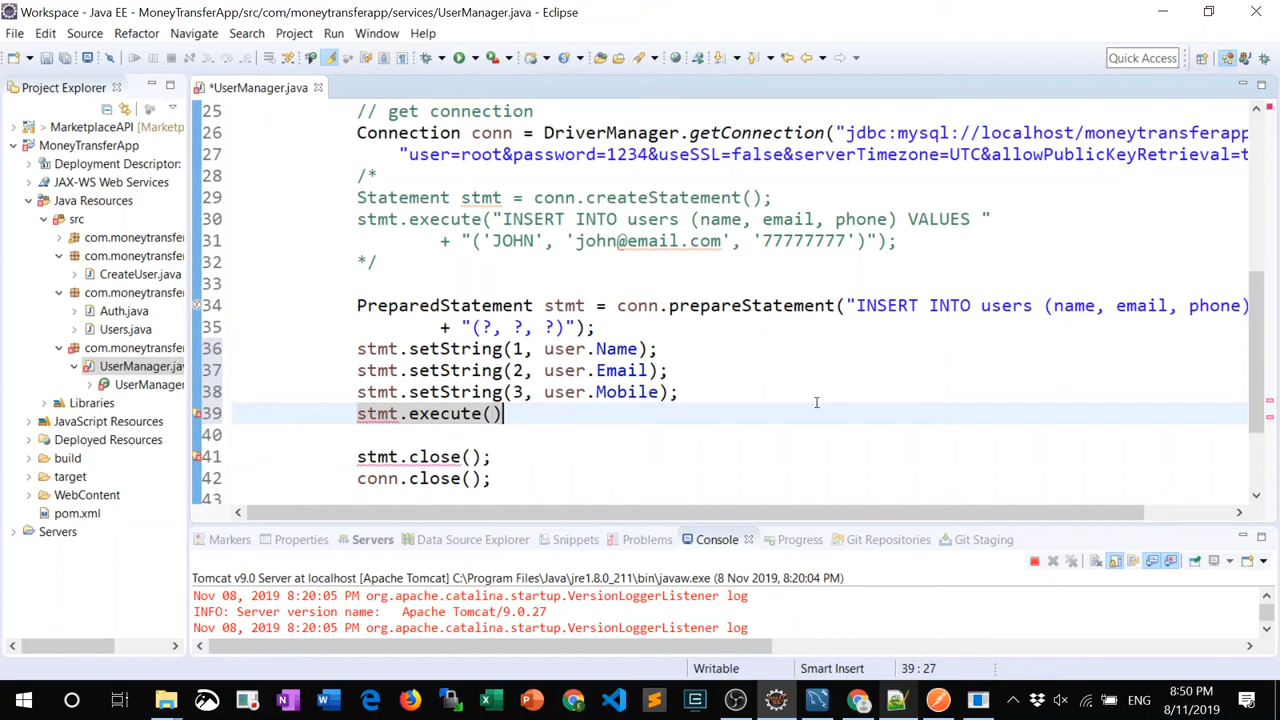 Workspace - Java EE - MoneyTransferApp/src/com/moneytransferapp/services/UserManager.java - Eclipse
File Edit Source Refactor Navigate Search Project Run Window Help
Quick Access
Project Explorer
*UserManager.java
> MarketplaceAPI [Marketp
MoneyTransferApp
Deployment Descriptor:
JAX-WS Web Services
Java Resources
src
com.moneytransfer
com.moneytransfer
CreateUser.java
com.moneytransfer
Auth.java
Users.java
com.moneytransfer
UserManager.jav
UserManager
Libraries
JavaScript Resources
Deployed Resources
build
target
WebContent
pom.xml
Servers
25 // get connection
26 Connection conn = DriverManager.getConnection("jdbc:mysql://localhost/moneytransferapp
27 "user=root&password=1234&useSSL=false&serverTimezone=UTC&allowPublicKeyRetrieval=t
28 /*
29 Statement stmt = conn.createStatement();
30 stmt.execute("INSERT INTO users (name, email, phone) VALUES "
31 + "('JOHN', 'john@email.com', '77777777')");
32 */
33
34 PreparedStatement stmt = conn.prepareStatement("INSERT INTO users (name, email, phone)
35 + "(?, ?, ?)");
36 stmt.setString(1, user.Name);
37 stmt.setString(2, user.Email);
38 stmt.setString(3, user.Mobile);
39 stmt.execute()
40
41 stmt.close();
42 conn.close();
43
Markers Properties Servers Data Source Explorer Snippets Problems Console Progress Git Repositories Git Staging
Tomcat v9.0 Server at localhost [Apache Tomcat] C:\Program Files\Java\jre1.8.0_211\bin\javaw.exe (8 Nov 2019, 8:20:04 PM)
Nov 08, 2019 8:20:05 PM org.apache.catalina.startup.VersionLoggerListener log
INFO: Server version name: Apache Tomcat/9.0.27
Nov 08, 2019 8:20:05 PM org.apache.catalina.startup.VersionLoggerListener log
Writable Smart Insert 39 : 27
ENG
8:50 PM
8/11/2019